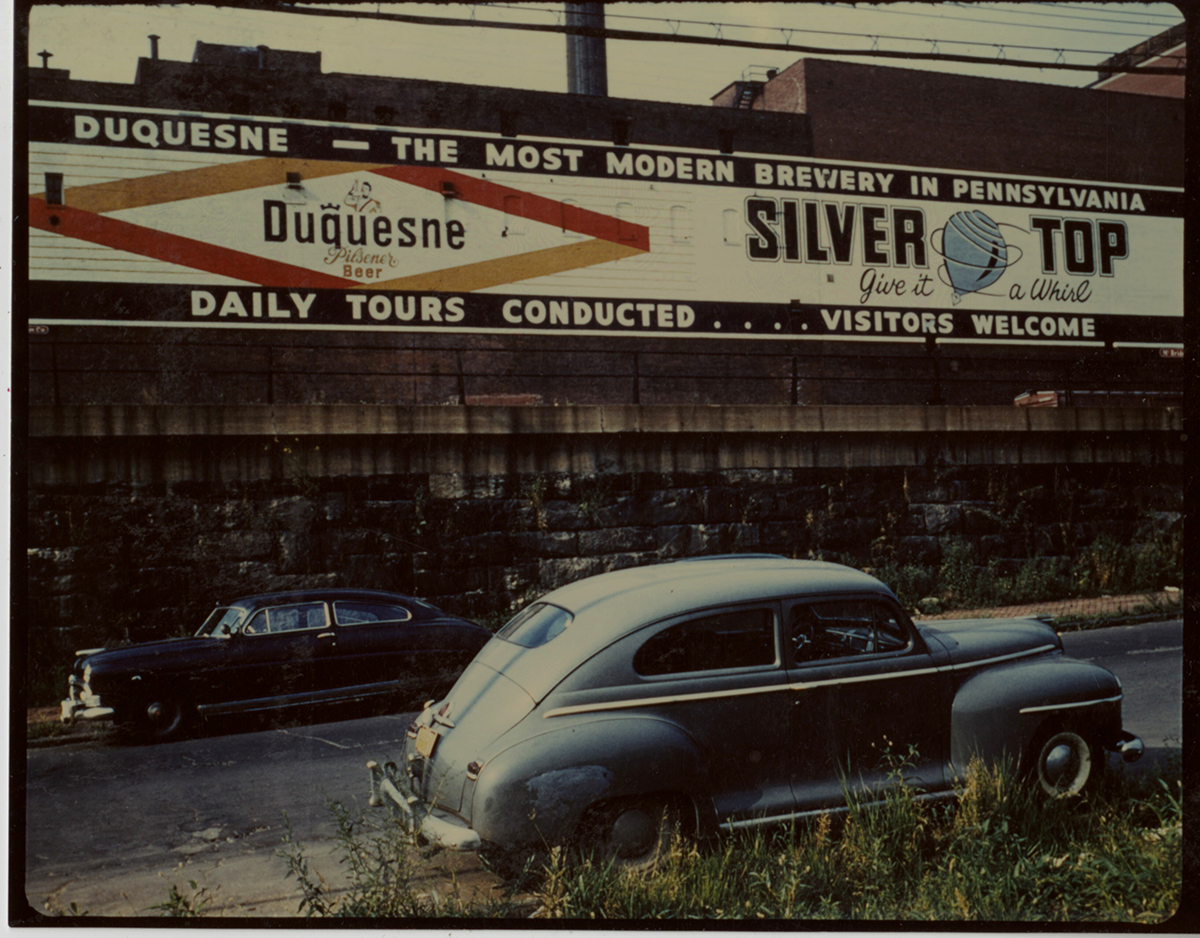 DUQUESNE — THE MOST MODERN BREWERY IN PENNSYLVANIA
Duquesne
Pilsener
Beer
SILVER TOP
Give it a Whirl
DAILY TOURS CONDUCTED . . . . VISITORS WELCOME